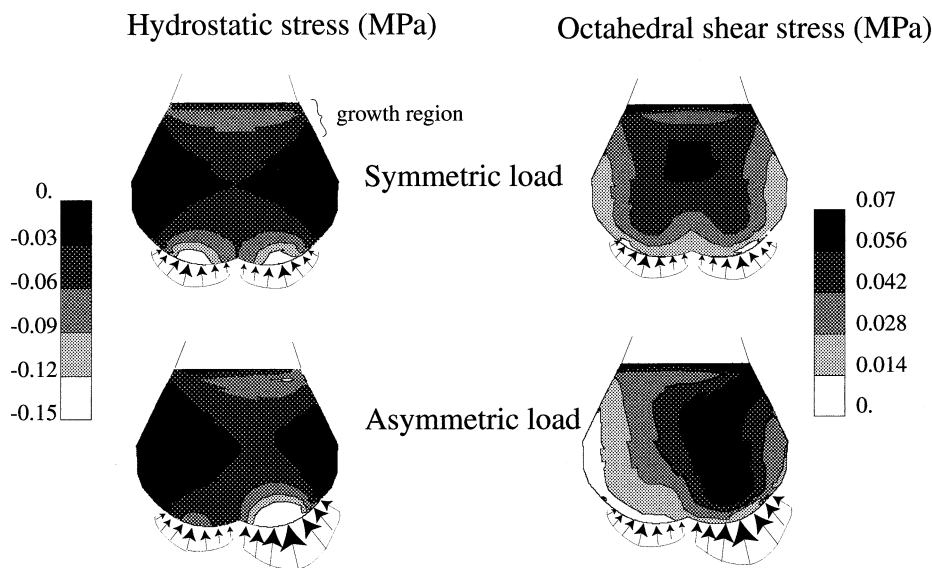 Hydrostatic stress (MPa)
Octahedral shear stress (MPa)
growth region
Symmetric load
0.
-0.03
-0.06
-0.09
-0.12
-0.15
0.07
0.056
0.042
0.028
0.014
0.
Asymmetric load